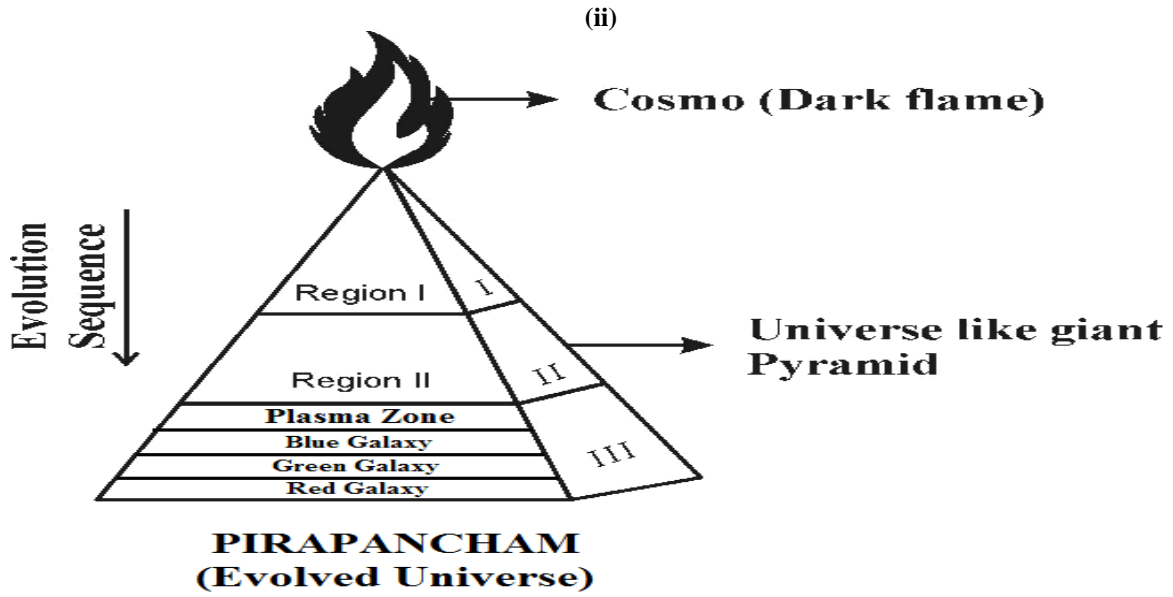 (ii)
Cosmo (Dark flame)
Evolution
Sequence
Region I
I
Universe like giant
Pyramid
Region II
II
Plasma Zone
Blue Galaxy
Green Galaxy
Red Galaxy
III
PIRAPANCHAM
(Evolved Universe)